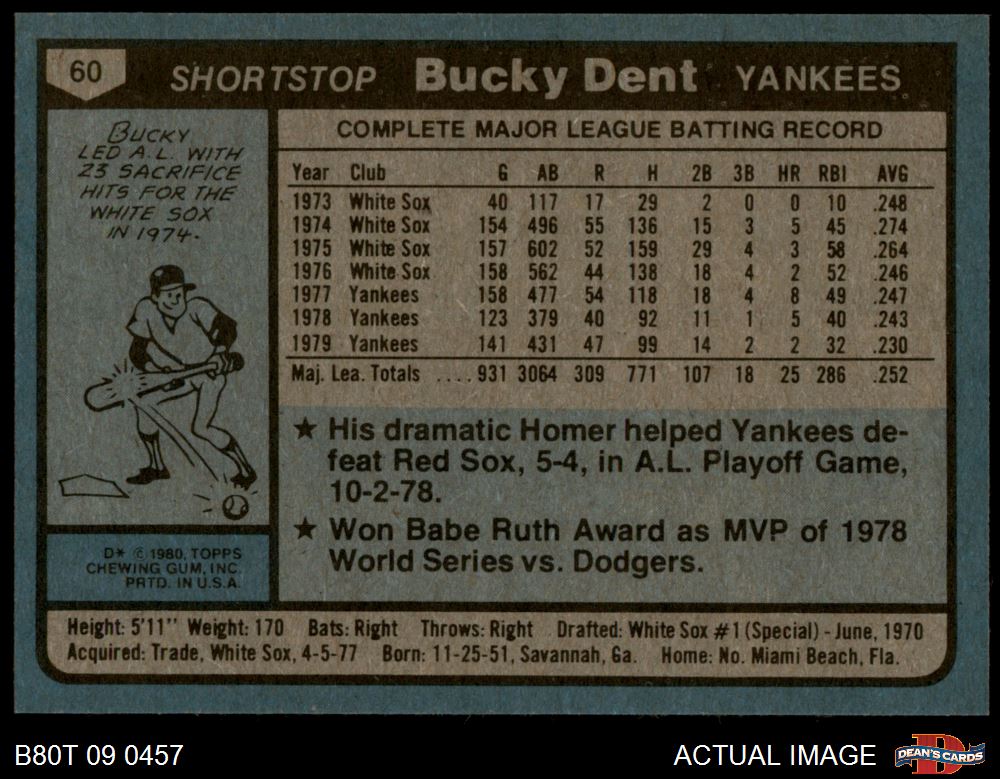 60 SHORTSTOP Bucky Dent YANKEES
BUCKY
LED A.L. WITH
23 SACRIFICE
HITS FOR THE
WHITE SOX
IN 1974.
D* © 1980, TOPPS
CHEWING GUM, INC.
PRTD. IN U.S.A.
COMPLETE MAJOR LEAGUE BATTING RECORD
Year Club G AB R H 2B 3B HR RBI AVG
1973 White Sox 40 117 17 29 2 0 0 10 .248
1974 White Sox 154 496 55 136 15 3 5 45 .274
1975 White Sox 157 602 52 159 29 4 3 58 .264
1976 White Sox 158 562 44 138 18 4 2 52 .246
1977 Yankees 158 477 54 118 18 4 8 49 .247
1978 Yankees 123 379 40 92 11 1 5 40 .243
1979 Yankees 141 431 47 99 14 2 2 32 .230
Maj. Lea. Totals ....931 3064 309 771 107 18 25 286 .252
★ His dramatic Homer helped Yankees de-
feat Red Sox, 5-4, in A.L. Playoff Game,
10-2-78.
★ Won Babe Ruth Award as MVP of 1978
World Series vs. Dodgers.
Height: 5'11" Weight: 170 Bats: Right Throws: Right Drafted: White Sox #1 (Special) - June, 1970
Acquired: Trade, White Sox, 4-5-77 Born: 11-25-51, Savannah, Ga. Home: No. Miami Beach, Fla.
B80T 09 0457 ACTUAL IMAGE DEAN'S CARDS